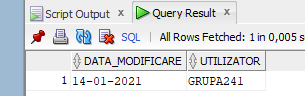 Script Output × Query Result ×
SQL | All Rows Fetched: 1 in 0,005 s
DATA_MODIFICARE UTILIZATOR
1 14-01-2021 GRUPA241